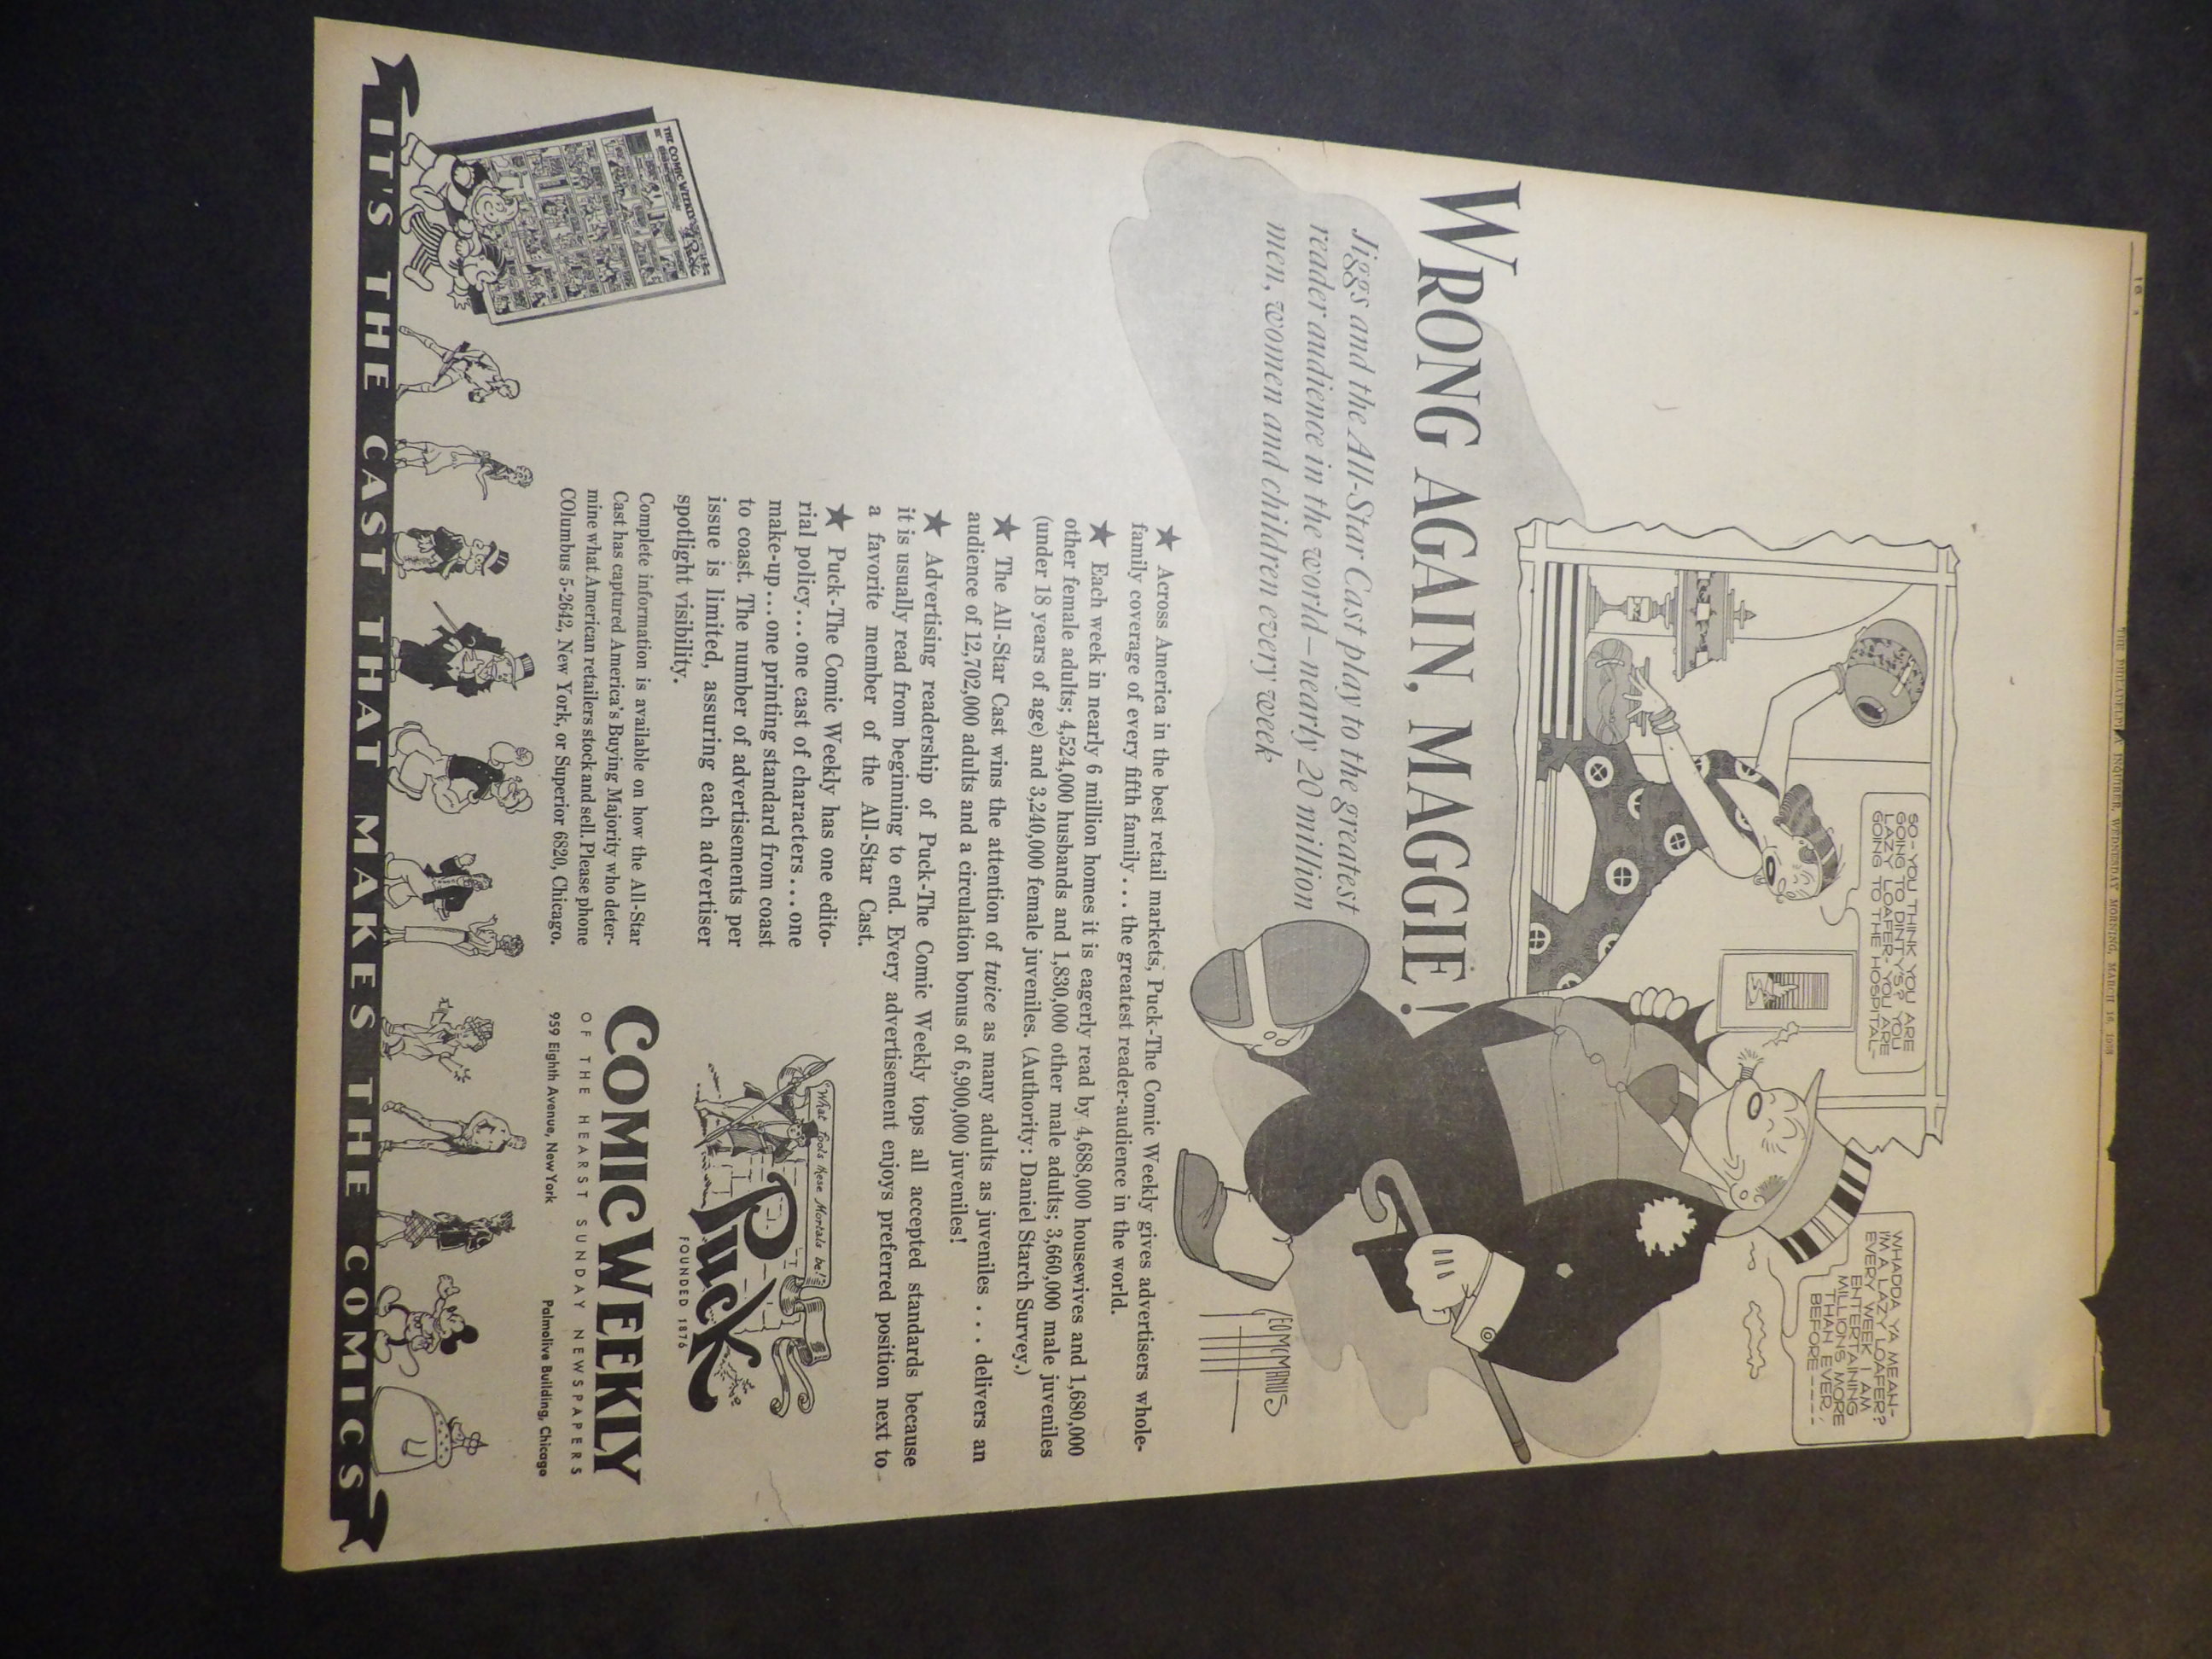 THE PHILADELPHIA INQUIRER, WEDNESDAY MORNING, MARCH 16, 1938
SO-YOU THINK YOU ARE
GOING TO DINTY'S? YOU
LAZY LOAFER-YOU ARE
GOING TO THE HOSPITAL-
WHADDA YA MEAN-
I'M A LAZY LOAFER?
EVERY WEEK I AM
ENTERTAINING
MILLIONS MORE
THAN EVER
BEFORE----
WRONG AGAIN, MAGGIE!
Jiggs and the All-Star Cast play to the greatest
reader audience in the world—nearly 20 million
men, women and children every week
GEO MCMANUS
★ Across America in the best retail markets, Puck-The Comic Weekly gives advertisers whole-
family coverage of every fifth family . . . the greatest reader-audience in the world.
★ Each week in nearly 6 million homes it is eagerly read by 4,688,000 housewives and 1,680,000
other female adults; 4,524,000 husbands and 1,830,000 other male adults; 3,660,000 male juveniles
(under 18 years of age) and 3,240,000 female juveniles. (Authority: Daniel Starch Survey.)
★ The All-Star Cast wins the attention of twice as many adults as juveniles . . . delivers an
audience of 12,702,000 adults and a circulation bonus of 6,900,000 juveniles!
★ Advertising readership of Puck-The Comic Weekly tops all accepted standards because
it is usually read from beginning to end. Every advertisement enjoys preferred position next to
a favorite member of the All-Star Cast.
★ Puck-The Comic Weekly has one edito-
rial policy...one cast of characters...one
make-up...one printing standard from coast
to coast. The number of advertisements per
issue is limited, assuring each advertiser
spotlight visibility.
Complete information is available on how the All-Star
Cast has captured America's Buying Majority who deter-
mine what American retailers stock and sell. Please phone
COlumbus 5-2642, New York, or Superior 6820, Chicago.
What fools these Mortals be!
Puck
FOUNDED 1876
COMIC WEEKLY
OF THE HEARST SUNDAY NEWSPAPERS
959 Eighth Avenue, New York
Palmolive Building, Chicago
THE COMIC WEEKLY
Puck
IT'S THE CAST THAT MAKES THE COMICS